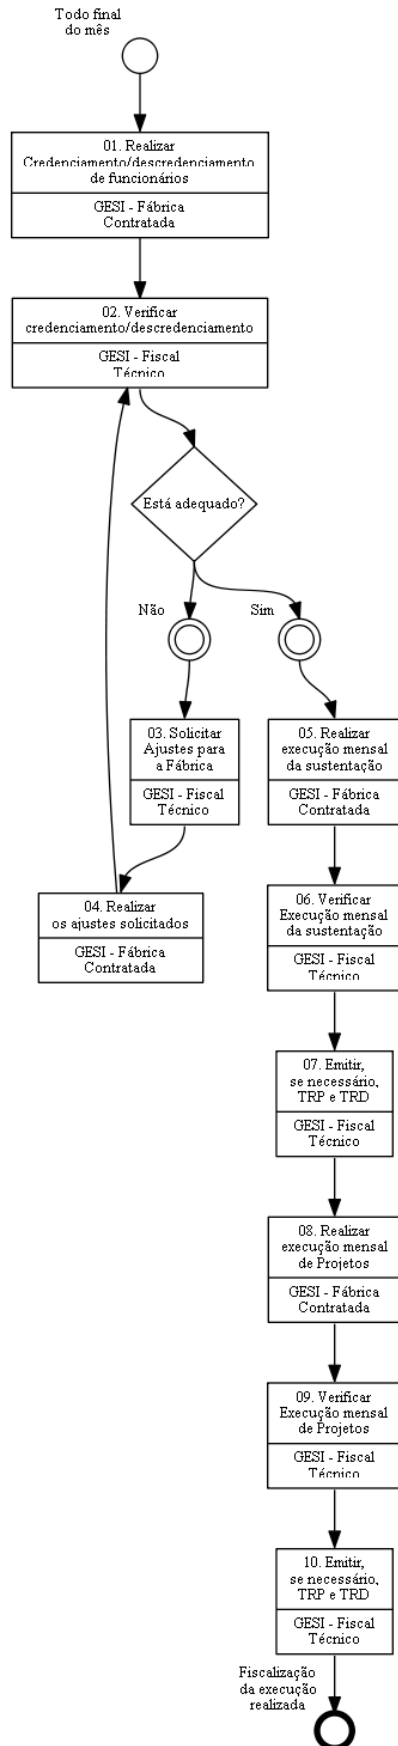 Todo final
do mês
01. Realizar
Credenciamento/descredenciamento
de funcionários
GESI - Fábrica
Contratada
02. Verificar
credenciamento/descredenciamento
GESI - Fiscal
Técnico
Está adequado?
Não
Sim
03. Solicitar
Ajustes para
a Fábrica
GESI - Fiscal
Técnico
05. Realizar
execução mensal
da sustentação
GESI - Fábrica
Contratada
04. Realizar
os ajustes solicitados
GESI - Fábrica
Contratada
06. Verificar
Execução mensal
da sustentação
GESI - Fiscal
Técnico
07. Emitir,
se necessário,
TRP e TRD
GESI - Fiscal
Técnico
08. Realizar
execução mensal
de Projetos
GESI - Fábrica
Contratada
09. Verificar
Execução mensal
de Projetos
GESI - Fiscal
Técnico
10. Emitir,
se necessário,
TRP e TRD
GESI - Fiscal
Técnico
Fiscalização
da execução
realizada